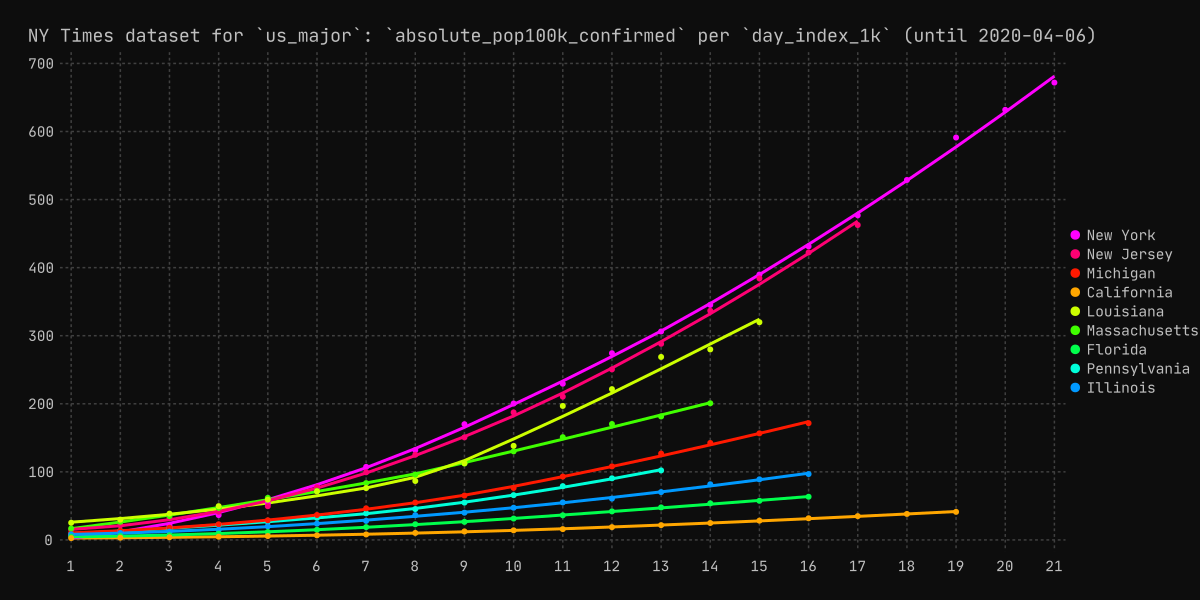 NY Times dataset for `us_major`: `absolute_pop100k_confirmed` per `day_index_1k` (until 2020-04-06)
700
600
500
400
300
200
100
0
1 2 3 4 5 6 7 8 9 10 11 12 13 14 15 16 17 18 19 20 21
New York
New Jersey
Michigan
California
Louisiana
Massachusetts
Florida
Pennsylvania
Illinois